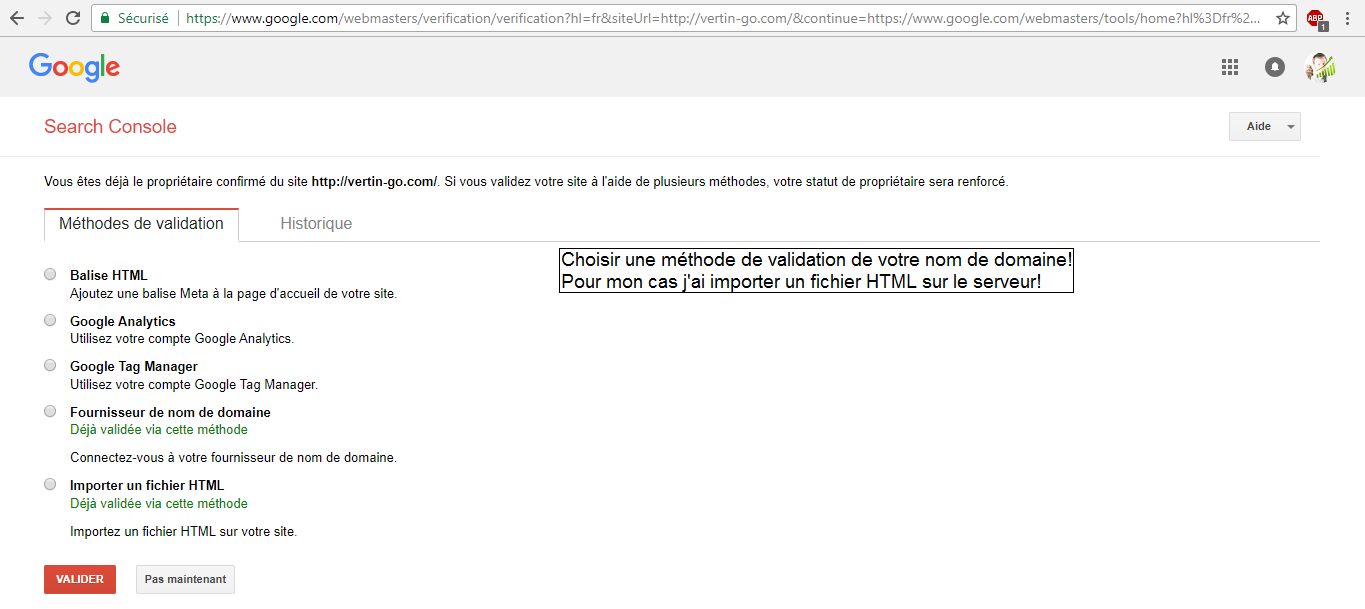 Sécurisé
https://www.google.com/webmasters/verification/verification?hl=fr&siteUrl=http://vertin-go.com/&continue=https://www.google.com/webmasters/tools/home?hl%3Dfr%2...
ABP
1
Google
Search Console
Aide
Vous êtes déjà le propriétaire confirmé du site http://vertin-go.com/. Si vous validez votre site à l'aide de plusieurs méthodes, votre statut de propriétaire sera renforcé.
Méthodes de validation
Historique
Choisir une méthode de validation de votre nom de domaine!
Pour mon cas j'ai importer un fichier HTML sur le serveur!
Balise HTML
Ajoutez une balise Meta à la page d'accueil de votre site.
Google Analytics
Utilisez votre compte Google Analytics.
Google Tag Manager
Utilisez votre compte Google Tag Manager.
Fournisseur de nom de domaine
Déjà validée via cette méthode
Connectez-vous à votre fournisseur de nom de domaine.
Importer un fichier HTML
Déjà validée via cette méthode
Importez un fichier HTML sur votre site.
VALIDER
Pas maintenant